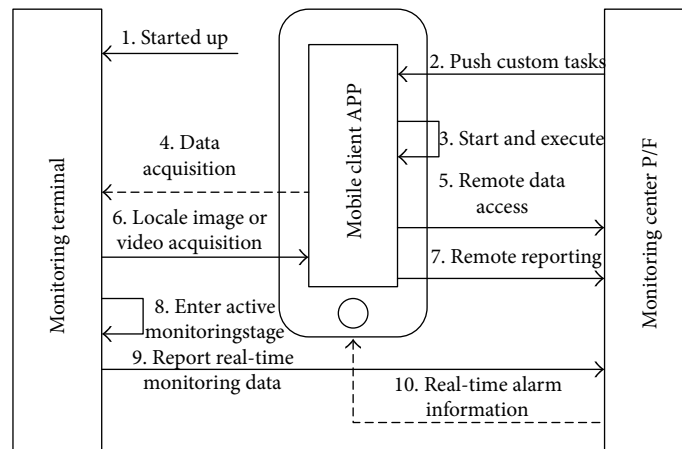 1. Started up
2. Push custom tasks
3. Start and execute
4. Data
acquisition
5. Remote data
access
6. Locale image or
video acquisition
7. Remote reporting
8. Enter active
monitoringstage
9. Report real-time
monitoring data
10. Real-time alarm
information
Monitoring terminal
Mobile client APP
Monitoring center P/F